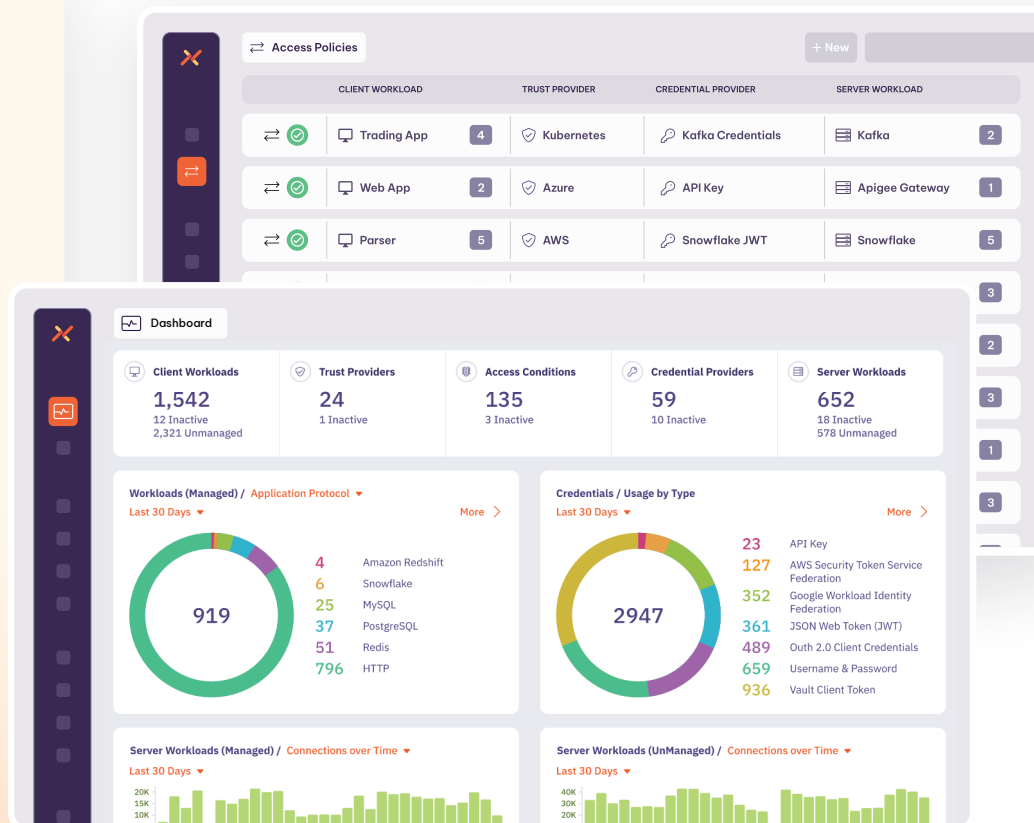 Access Policies
+ New
CLIENT WORKLOAD TRUST PROVIDER CREDENTIAL PROVIDER SERVER WORKLOAD
Trading App 4 Kubernetes Kafka Credentials Kafka 2
Web App 2 Azure API Key Apigee Gateway 1
Parser 5 AWS Snowflake JWT Snowflake 5
3
2
3
1
3
Dashboard
Client Workloads
1,542
12 Inactive
2,321 Unmanaged
Trust Providers
24
1 Inactive
Access Conditions
135
3 Inactive
Credential Providers
59
10 Inactive
Server Workloads
652
18 Inactive
578 Unmanaged
Workloads (Managed) / Application Protocol
Last 30 Days
More
919
4 Amazon Redshift
6 Snowflake
25 MySQL
37 PostgreSQL
51 Redis
796 HTTP
Credentials / Usage by Type
Last 30 Days
More
2947
23 API Key
127 AWS Security Token Service
Federation
352 Google Workload Identity
Federation
361 JSON Web Token (JWT)
489 Outh 2.0 Client Credentials
659 Username & Password
936 Vault Client Token
Server Workloads (Managed) / Connections over Time
Last 30 Days
20K
15K
10K
Server Workloads (UnManaged) / Connections over Time
Last 30 Days
40K
30K
20K